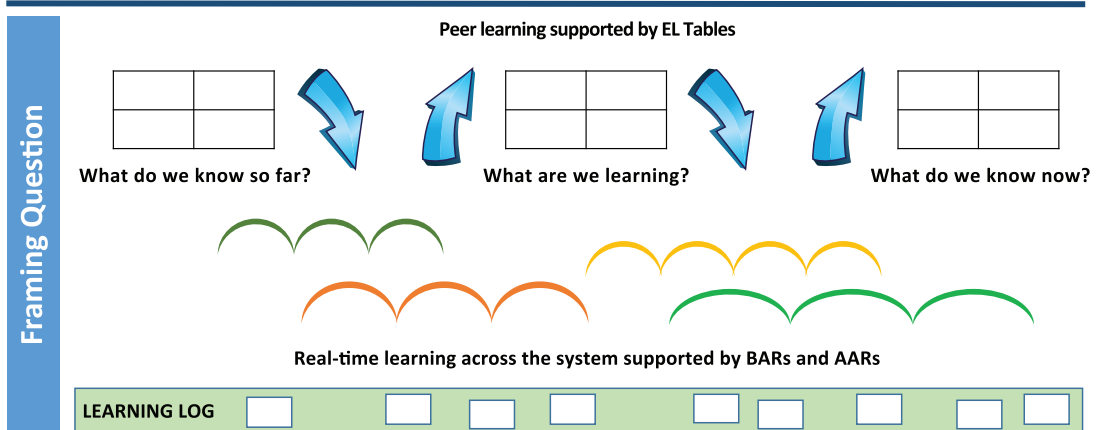 Peer learning supported by EL Tables
Framing Question
What do we know so far?
What are we learning?
What do we know now?
Real-time learning across the system supported by BARs and AARs
LEARNING LOG